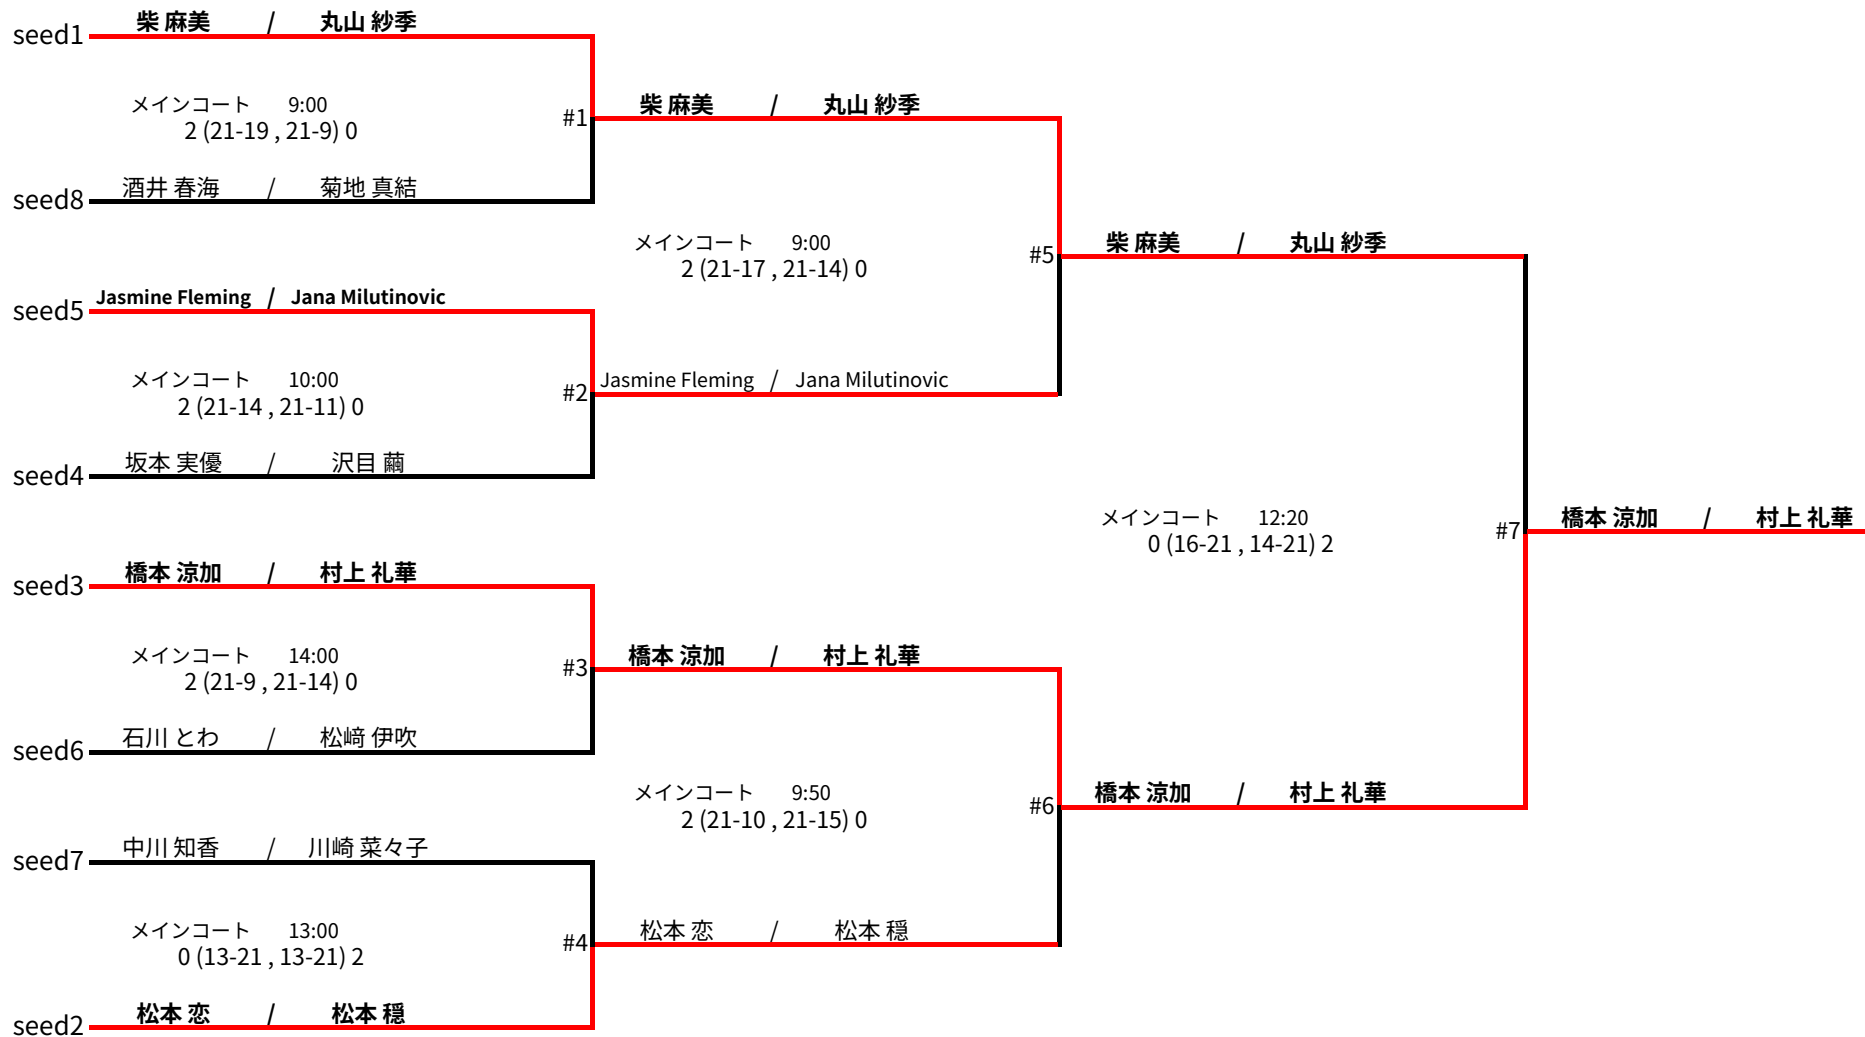 柴 麻美 / 丸山 紗季
seed1
メインコート 9:00
2 (21-19 , 21-9) 0
#1
柴 麻美 / 丸山 紗季
酒井 春海 / 菊地 真結
seed8
メインコート 9:00
2 (21-17 , 21-14) 0
#5
柴 麻美 / 丸山 紗季
Jasmine Fleming / Jana Milutinovic
seed5
メインコート 10:00
2 (21-14 , 21-11) 0
#2
Jasmine Fleming / Jana Milutinovic
坂本 実優 / 沢目 繭
seed4
メインコート 12:20
0 (16-21 , 14-21) 2
#7
橋本 涼加 / 村上 礼華
橋本 涼加 / 村上 礼華
seed3
メインコート 14:00
2 (21-9 , 21-14) 0
#3
橋本 涼加 / 村上 礼華
石川 とわ / 松﨑 伊吹
seed6
メインコート 9:50
2 (21-10 , 21-15) 0
#6
橋本 涼加 / 村上 礼華
中川 知香 / 川崎 菜々子
seed7
メインコート 13:00
0 (13-21 , 13-21) 2
#4
松本 恋 / 松本 穏
松本 恋 / 松本 穏
seed2